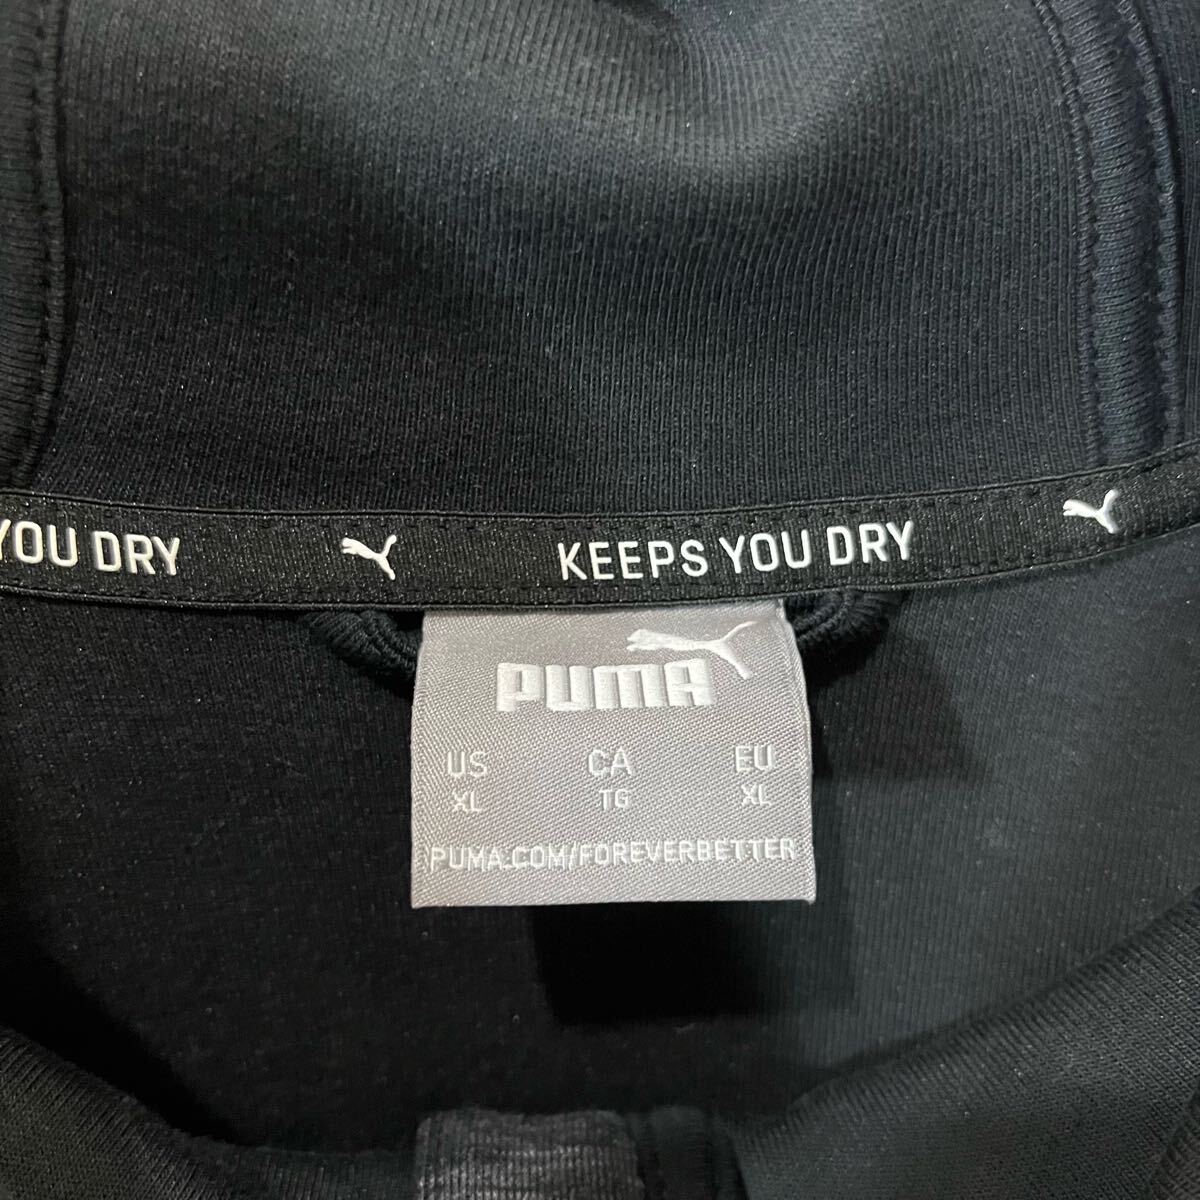 YOU DRY KEEPS YOU DRY
PUMA
US CA EU
XL TG XL
PUMA.COM/FOREVERBETTER